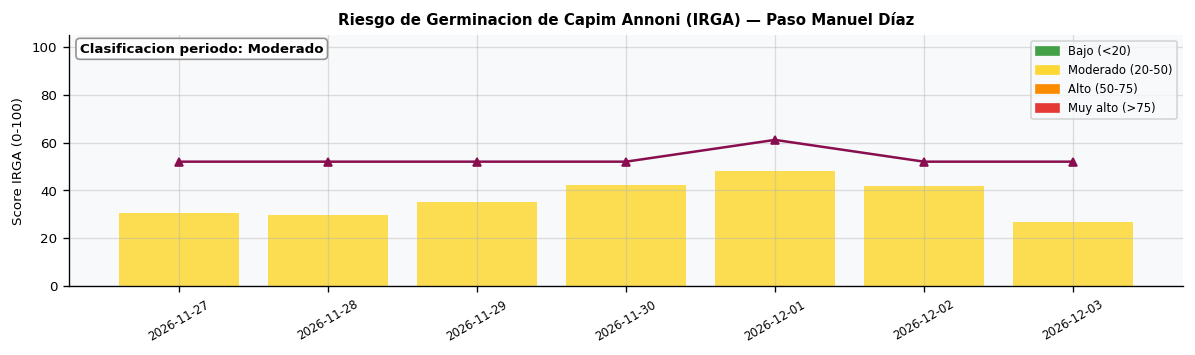 Riesgo de Germinacion de Capim Annoni (IRGA) — Paso Manuel Díaz
Clasificacion periodo: Moderado
Bajo (<20)
Moderado (20-50)
Alto (50-75)
Muy alto (>75)
Score IRGA (0-100)
100
80
60
40
20
0
2026-11-27
2026-11-28
2026-11-29
2026-11-30
2026-12-01
2026-12-02
2026-12-03